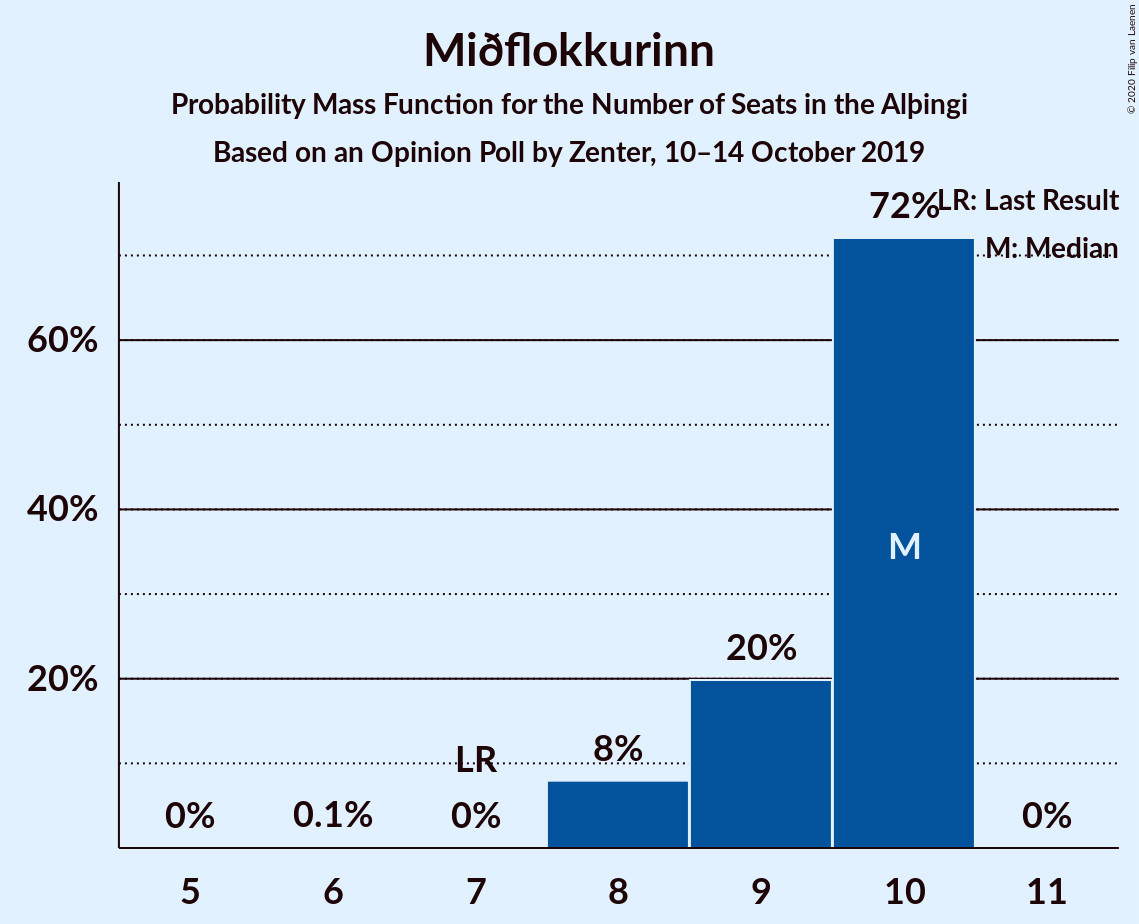 Miðflokkurinn
Probability Mass Function for the Number of Seats in the Alþingi
Based on an Opinion Poll by Zenter, 10–14 October 2019
© 2020 Filip van Laenen
LR: Last Result
M: Median
72%
60%
40%
M
20%
20%
LR
8%
0%
0.1%
0%
0%
5
6
7
8
9
10
11